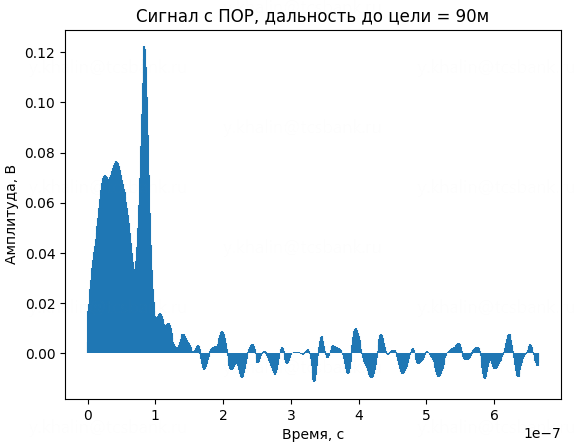 Сигнал с ПОР, дальность до цели = 90м
Амплитуда, В
0.12
0.10
0.08
0.06
0.04
0.02
0.00
0 1 2 3 4 5 6
1e−7
Время, с